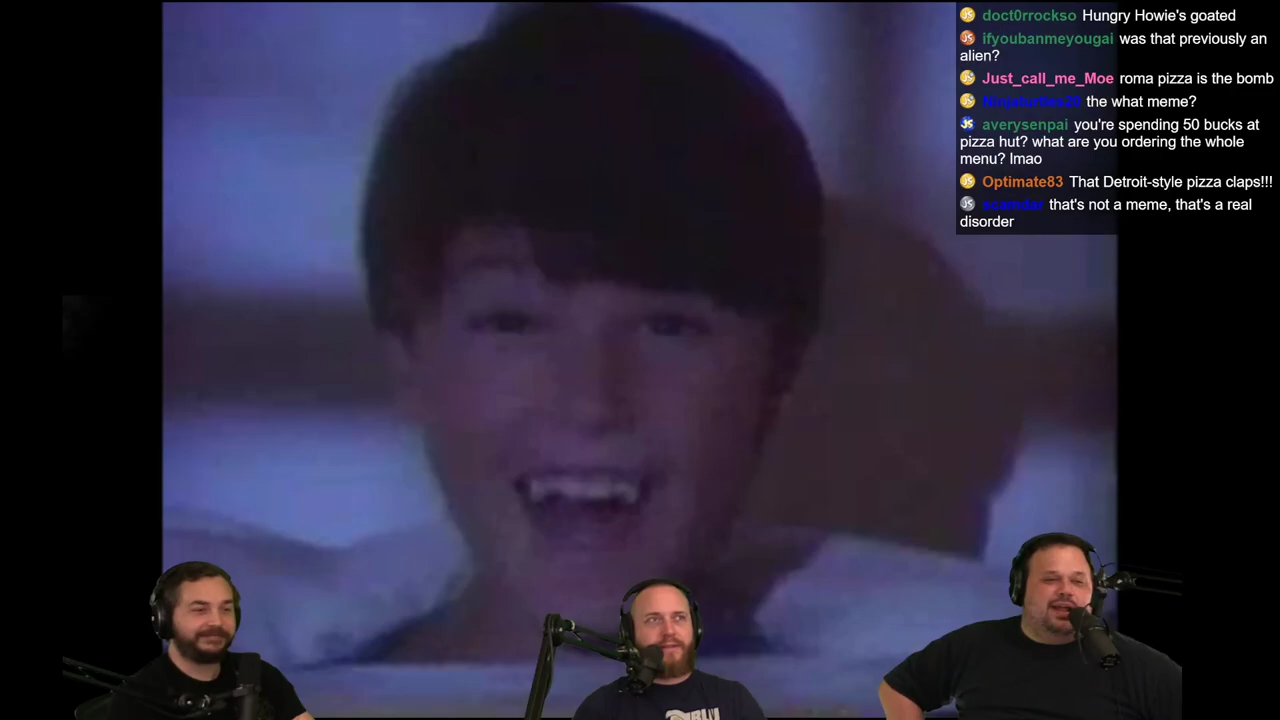 doct0rrockso Hungry Howie's goated
ifyoubanmeyougai was that previously an
alien?
Just_call_me_Moe roma pizza is the bomb
Ninjaturtles20 the what meme?
averysenpai you're spending 50 bucks at
pizza hut? what are you ordering the whole
menu? lmao
Optimate83 That Detroit-style pizza claps!!!
scamdar that's not a meme, that's a real
disorder